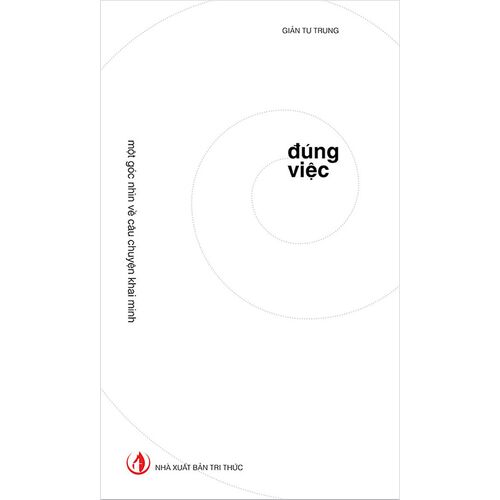 GIẢN TƯ TRUNG
đúng
việc
một góc nhìn về câu chuyện khai minh
NHÀ XUẤT BẢN TRI THỨC